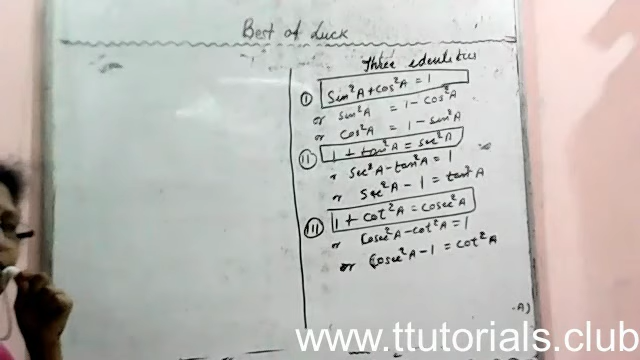 Best of Luck
Three identities
I sin²A + cos²A = 1
or sin²A = 1 - cos²A
or cos²A = 1 - sin²A
II 1 + tan²A = sec²A
or sec²A - tan²A = 1
or sec²A - 1 = tan²A
III 1 + cot²A = cosec²A
or cosec²A - cot²A = 1
or cosec²A - 1 = cot²A
-A)
www.ttutorials.club